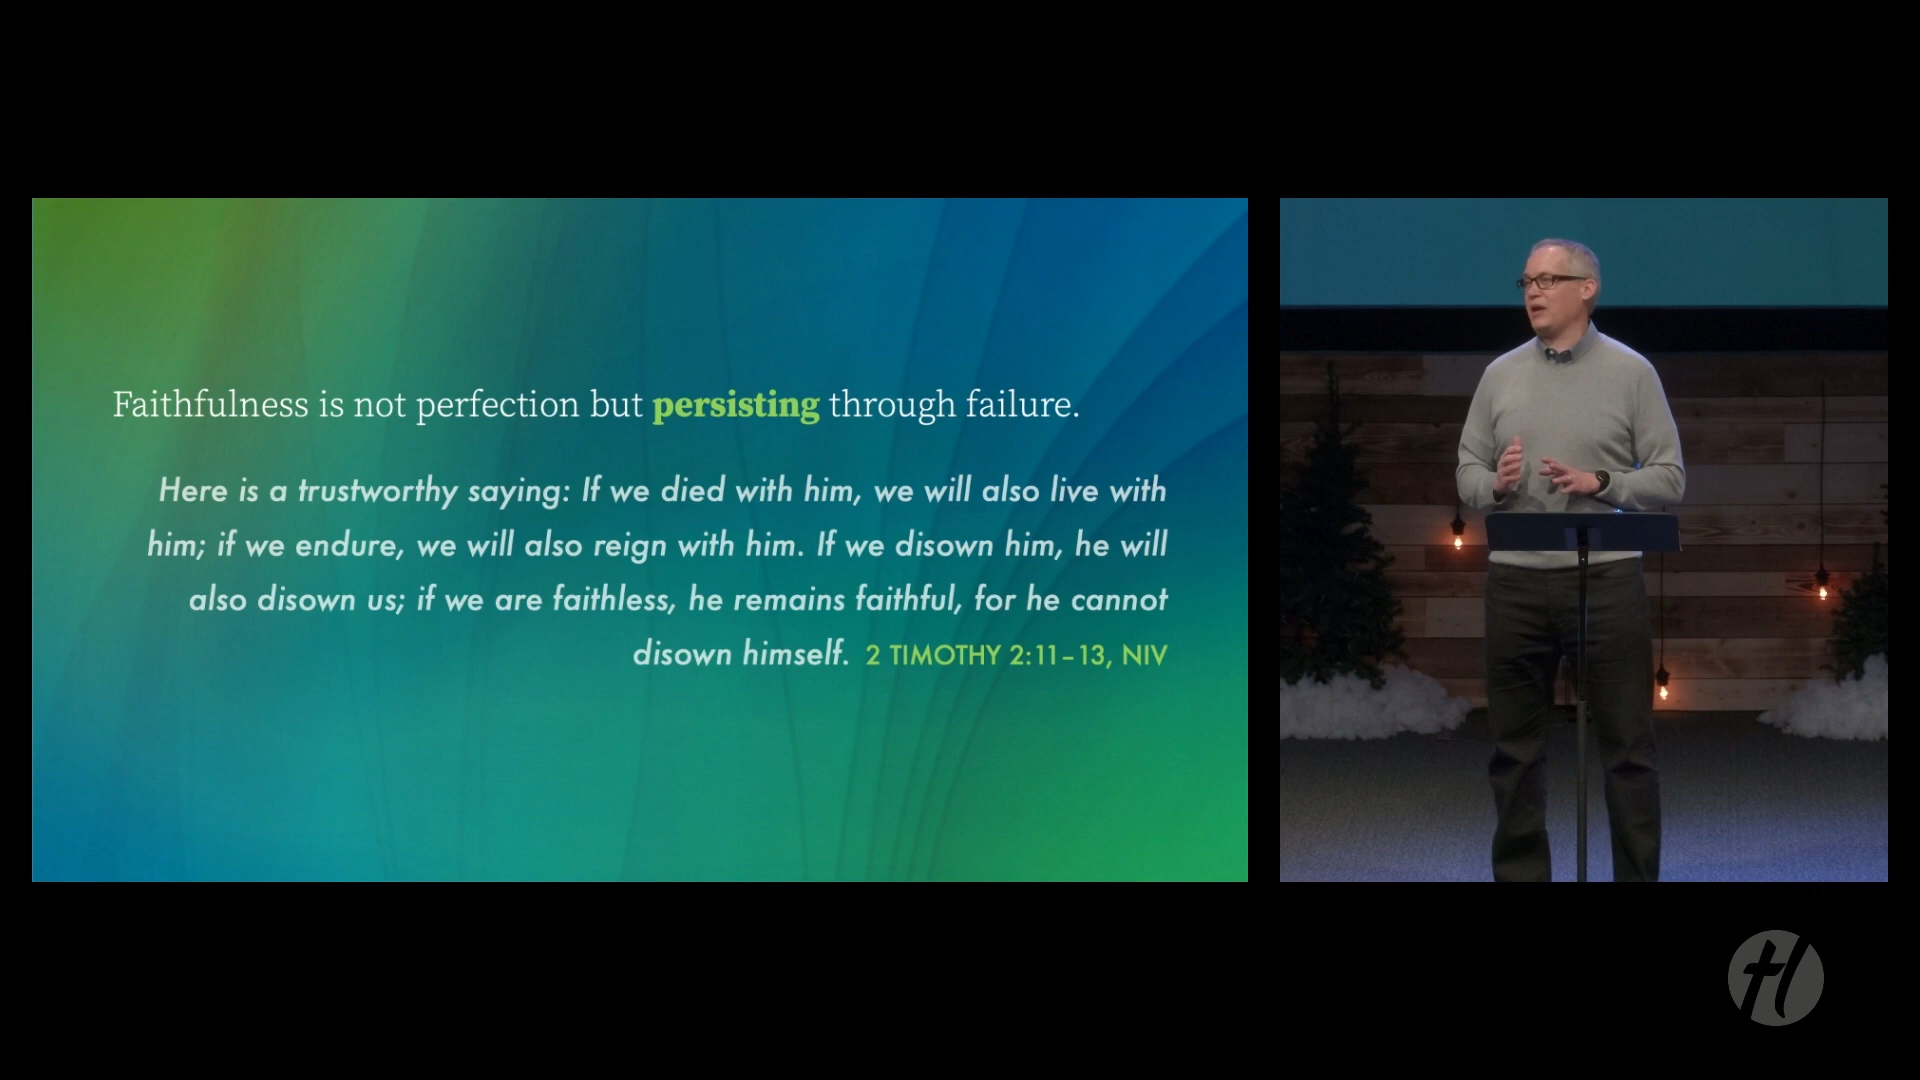 Faithfulness is not perfection but persisting through failure.
Here is a trustworthy saying: If we died with him, we will also live with
him; if we endure, we will also reign with him. If we disown him, he will
also disown us; if we are faithless, he remains faithful, for he cannot
disown himself. 2 TIMOTHY 2:11–13, NIV